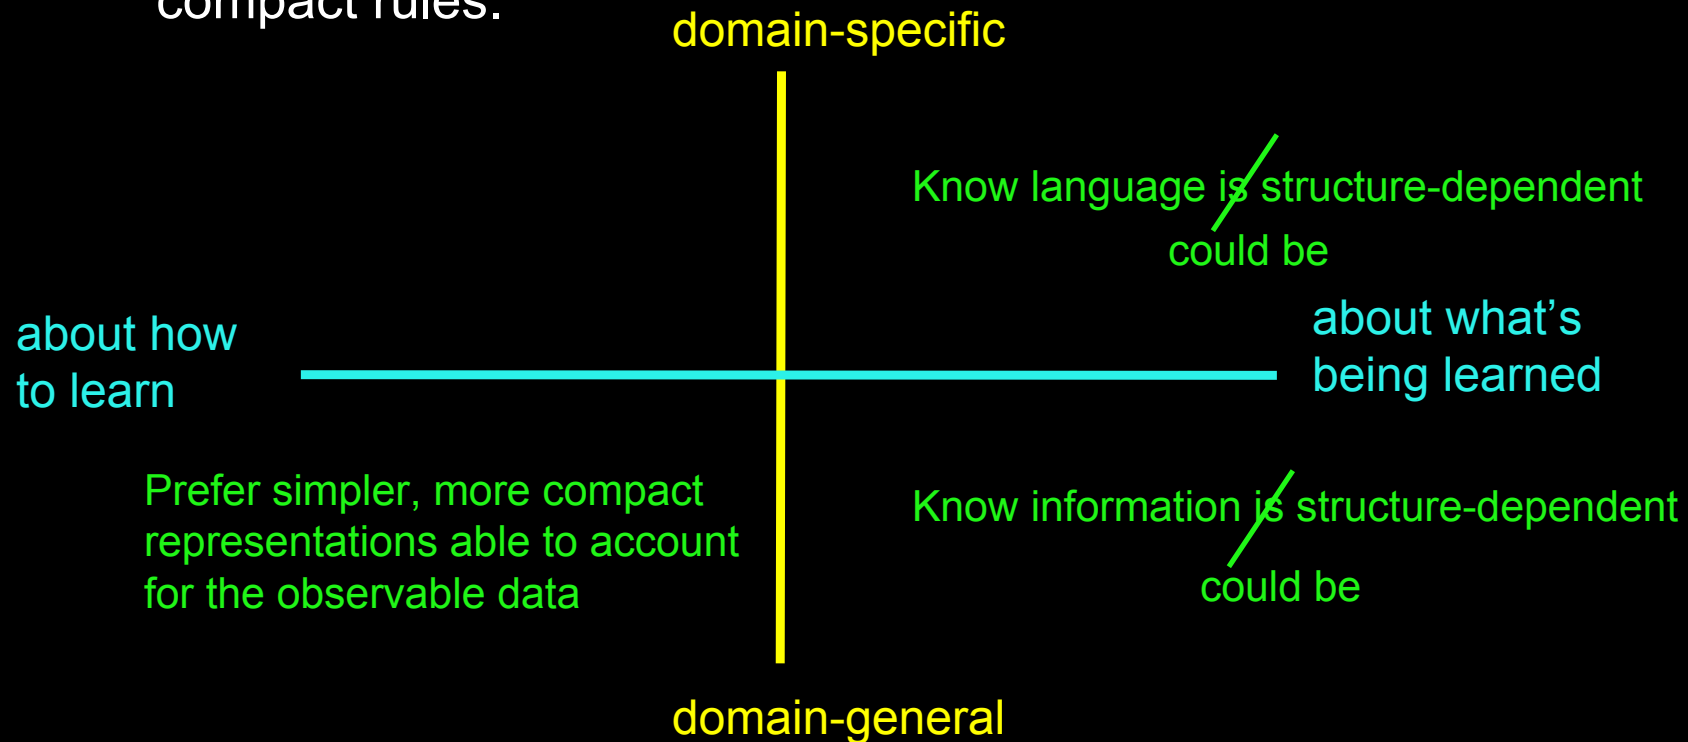 compact rules.
domain-specific
Know language is structure-dependent
could be
about how
to learn
about what's
being learned
Prefer simpler, more compact
representations able to account
for the observable data
Know information is structure-dependent
could be
domain-general